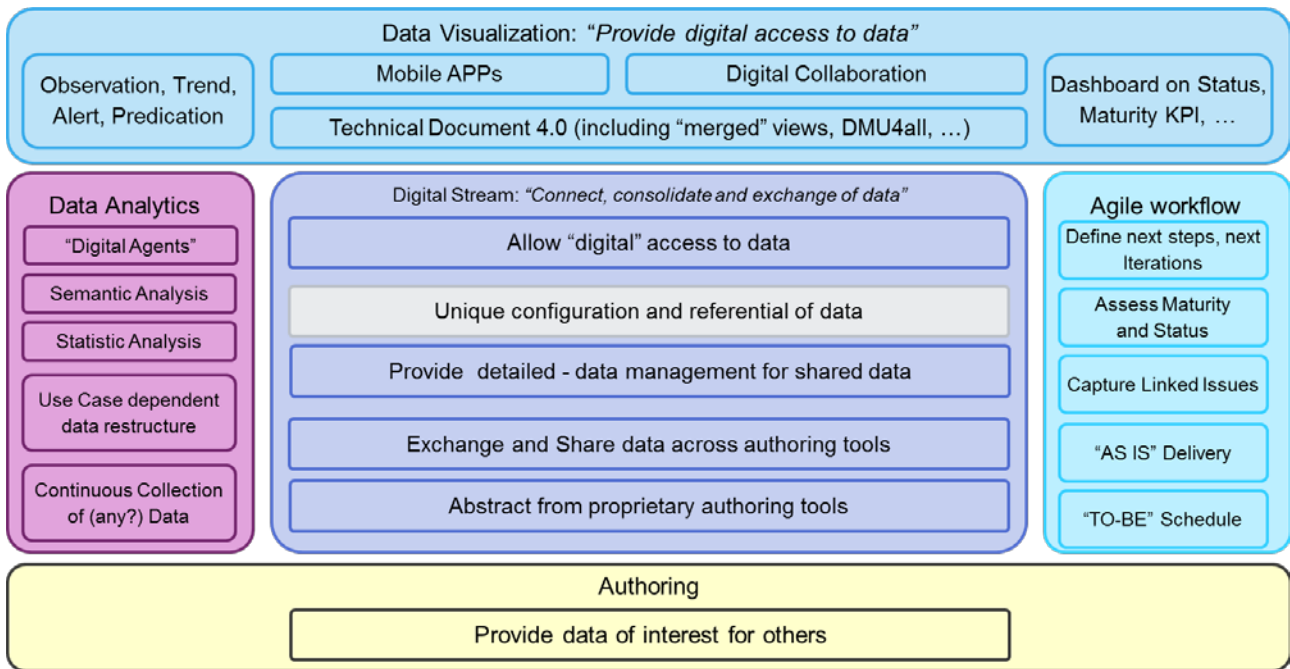 Data Visualization: “Provide digital access to data”
Observation, Trend,
Alert, Predication
Mobile APPs
Digital Collaboration
Technical Document 4.0 (including “merged” views, DMU4all, …)
Dashboard on Status,
Maturity KPI, …
Data Analytics
“Digital Agents”
Semantic Analysis
Statistic Analysis
Use Case dependent
data restructure
Continuous Collection
of (any?) Data
Digital Stream: “Connect, consolidate and exchange of data”
Allow “digital” access to data
Unique configuration and referential of data
Provide detailed - data management for shared data
Exchange and Share data across authoring tools
Abstract from proprietary authoring tools
Agile workflow
Define next steps, next
Iterations
Assess Maturity
and Status
Capture Linked Issues
“AS IS” Delivery
“TO-BE” Schedule
Authoring
Provide data of interest for others